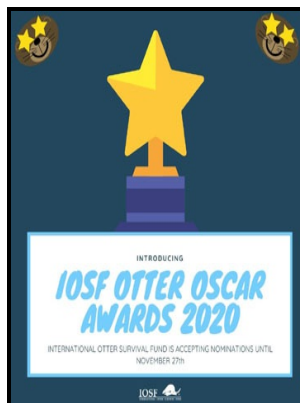 INTRODUCING
IOSF OTTER OSCAR
AWARDS 2020
INTERNATIONAL OTTER SURVIVAL FUND IS ACCEPTING NOMINATIONS UNTIL
NOVEMBER 27th
IOSF